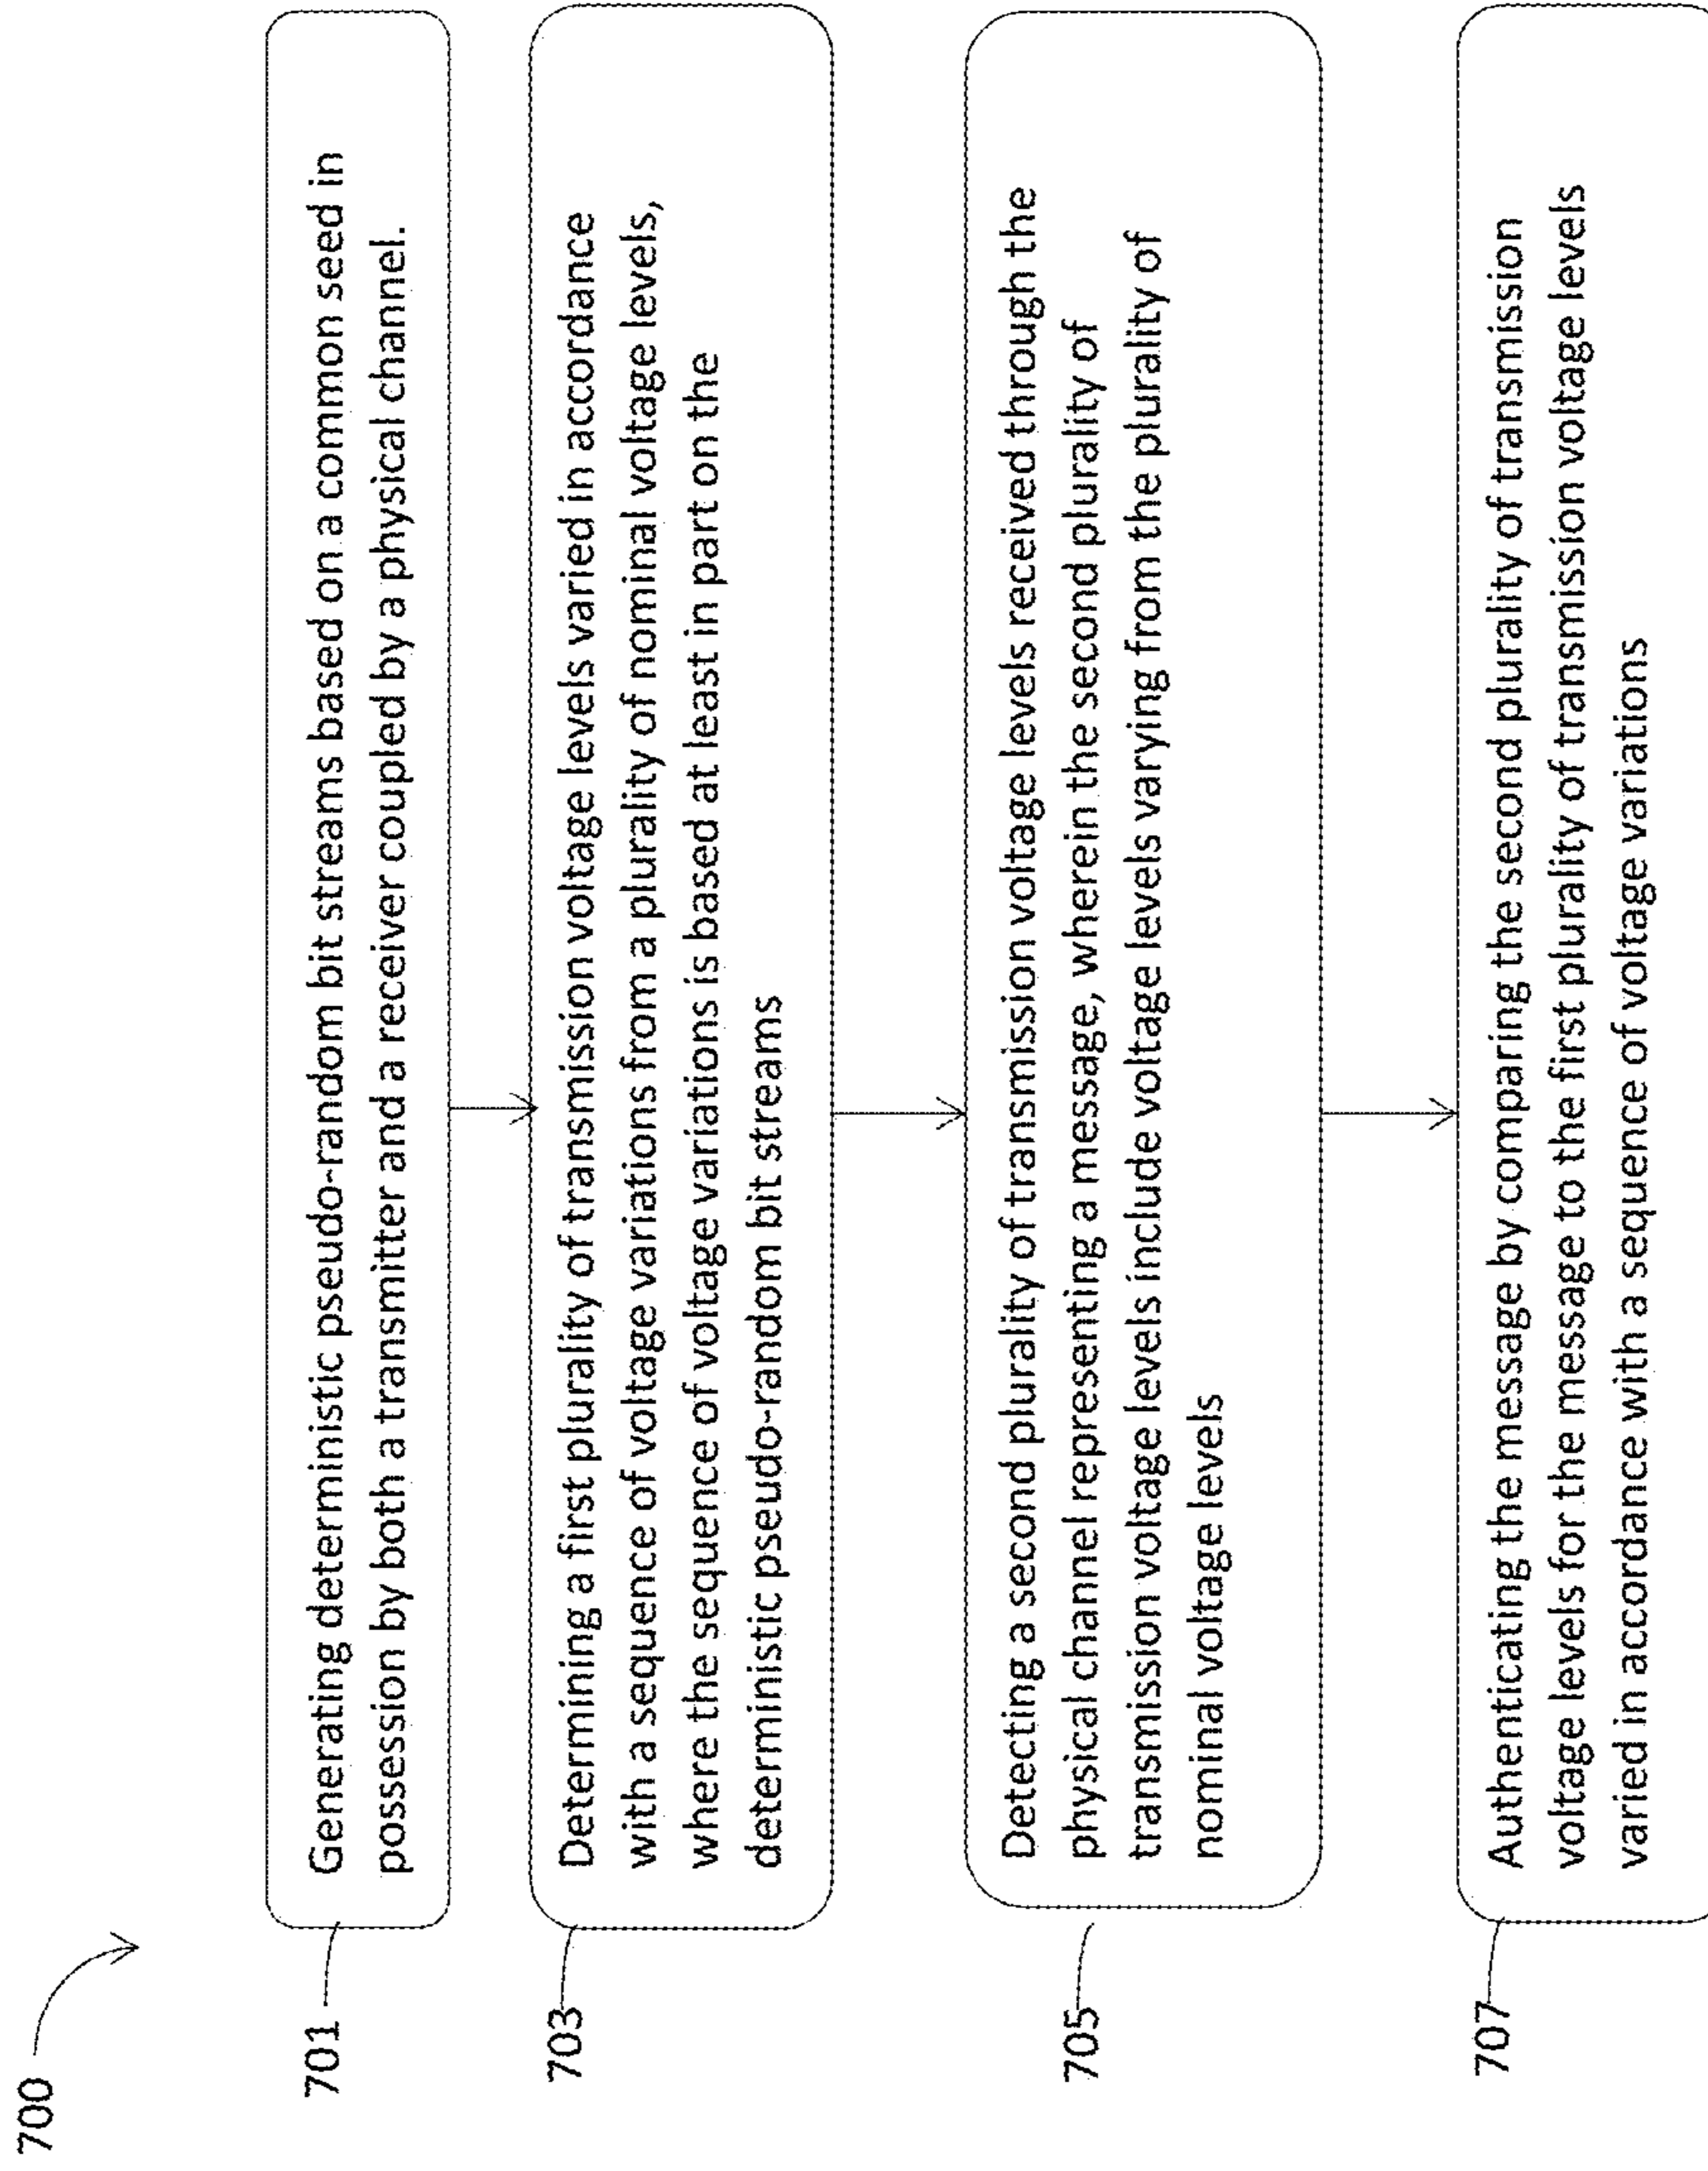 700
701
Generating deterministic pseudo-random bit streams based on a common seed in
possession by both a transmitter and a receiver coupled by a physical channel.
703
Determining a first plurality of transmission voltage levels varied in accordance
with a sequence of voltage variations from a plurality of nominal voltage levels,
where the sequence of voltage variations is based at least in part on the
deterministic pseudo-random bit streams
705
Detecting a second plurality of transmission voltage levels received through the
physical channel representing a message, wherein the second plurality of
transmission voltage levels include voltage levels varying from the plurality of
nominal voltage levels
707
Authenticating the message by comparing the second plurality of transmission
voltage levels for the message to the first plurality of transmission voltage levels
varied in accordance with a sequence of voltage variations